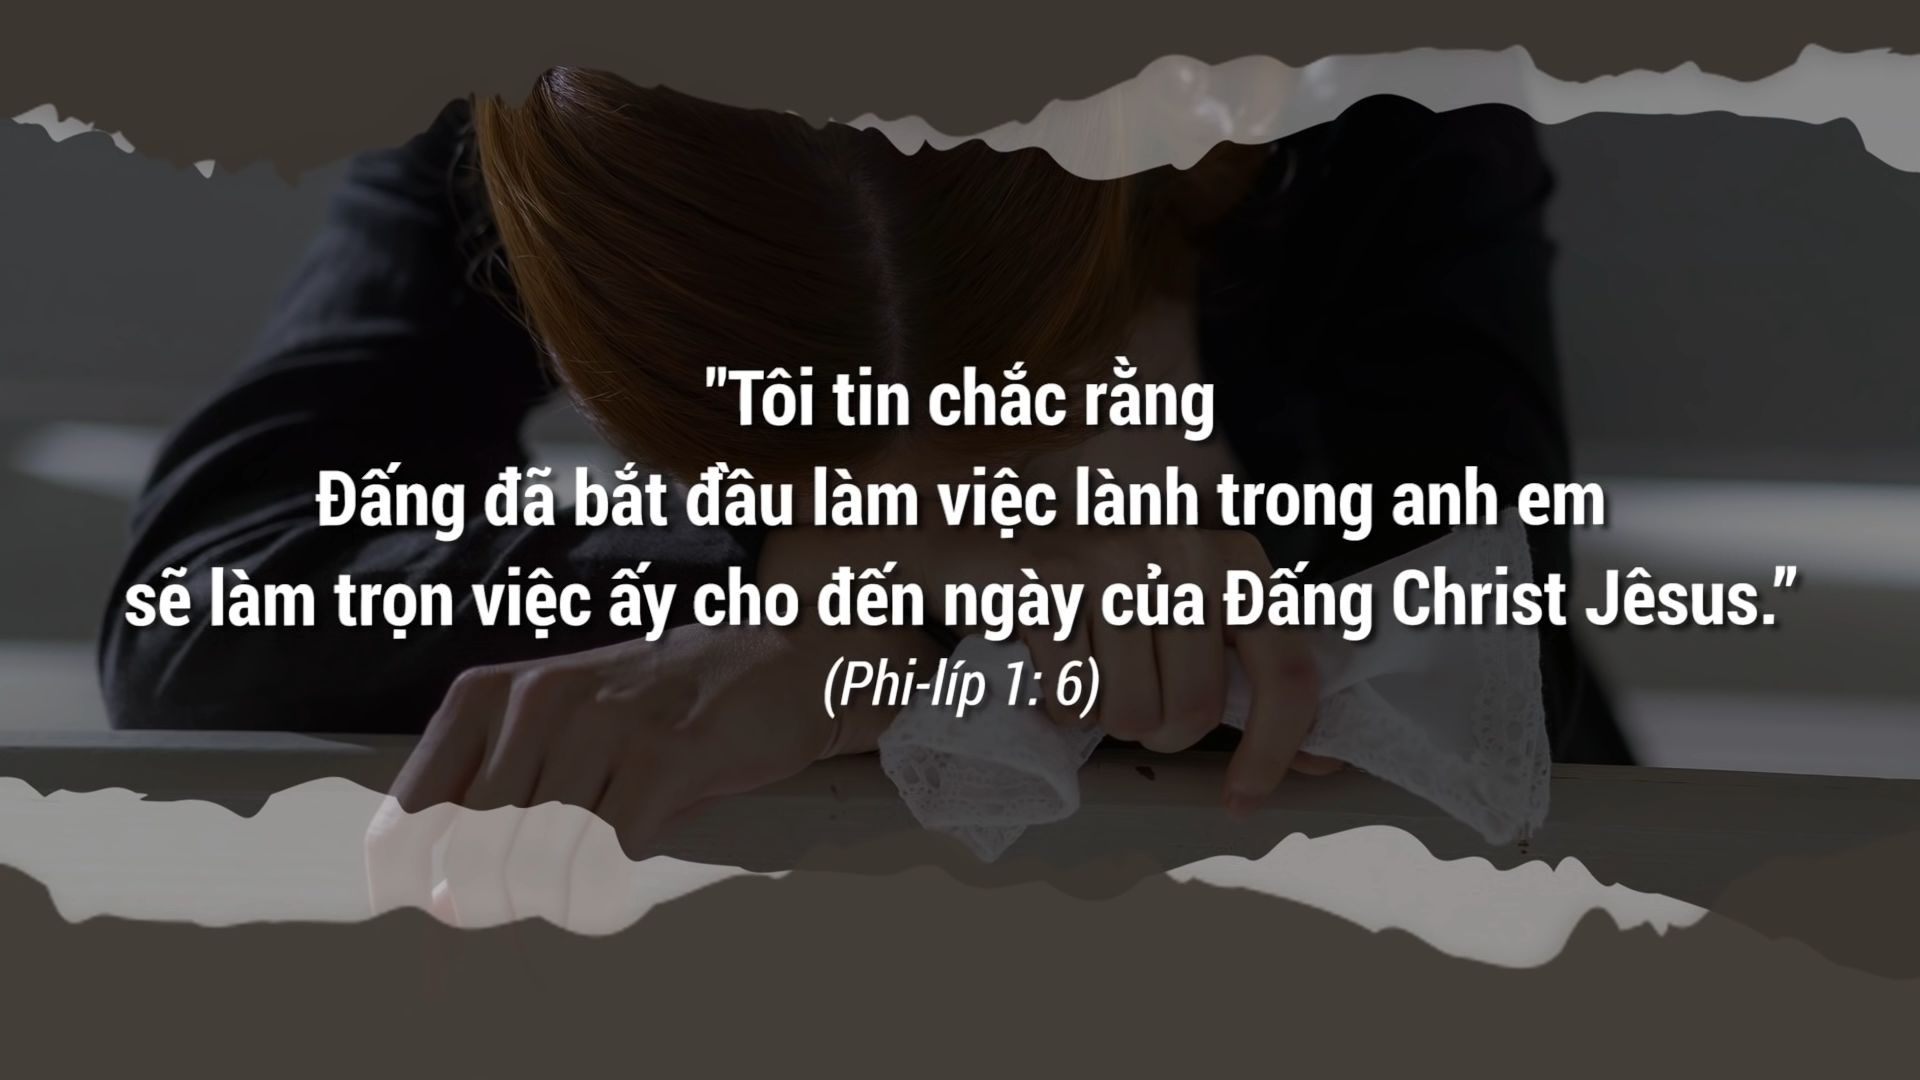 "Tôi tin chắc rằng
Đấng đã bắt đầu làm việc lành trong anh em
sẽ làm trọn việc ấy cho đến ngày của Đấng Christ Jêsus.”
(Phi-líp 1: 6)